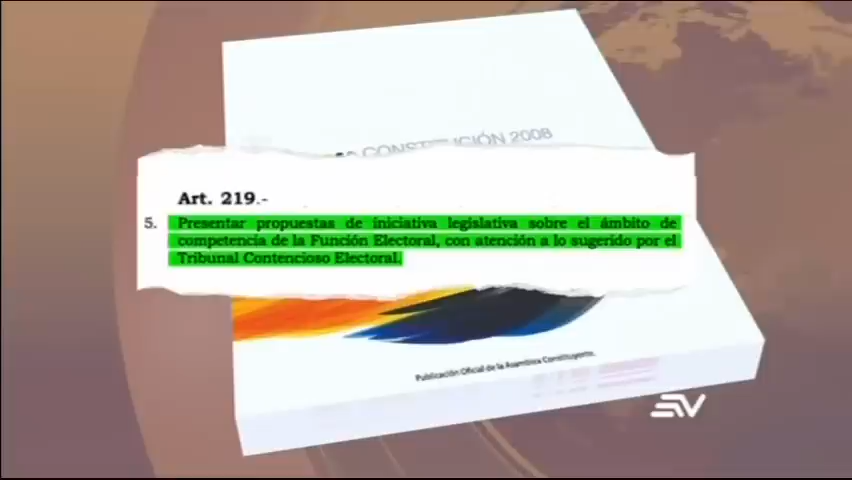 CONSTITUCIÓN 2008
Art. 219.-
5. Presentar propuestas de iniciativa legislativa sobre el ámbito de
competencia de la Función Electoral, con atención a lo sugerido por el
Tribunal Contencioso Electoral.
Publicación Oficial de la Asamblea Constituyente